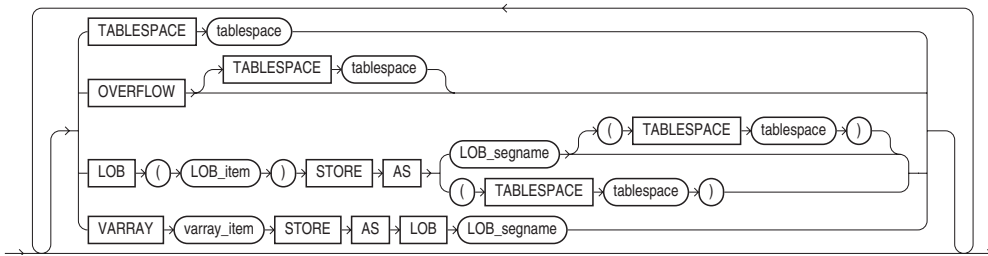 TABLESPACE tablespace
TABLESPACE tablespace
OVERFLOW
( TABLESPACE tablespace )
LOB_segname
LOB ( LOB_item ) STORE AS
( TABLESPACE tablespace )
VARRAY varray_item STORE AS LOB LOB_segname